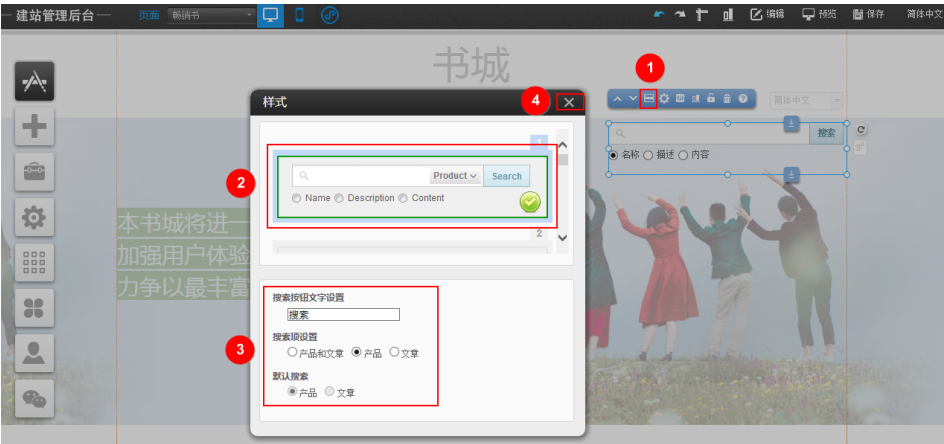 建站管理后台
页面 畅销书
编辑 预览 保存 简体中文
书城
1
样式
4
简体中文
搜索
名称 描述 内容
1
2
Product Search
Name Description Content
2
本书城将进一
加强用户体验
力争以最丰富
3
搜索按钮文字设置
搜索
搜索项设置
产品和文章 产品 文章
默认搜索
产品 文章